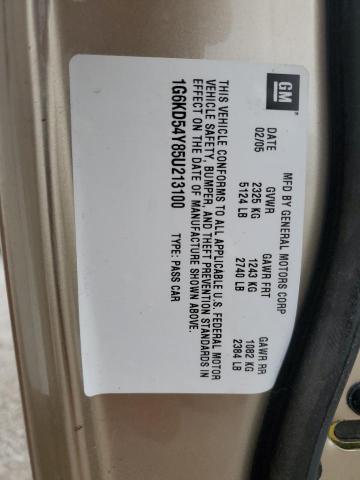 GM
MFD BY GENERAL MOTORS CORP
DATE GVWR GAWR FRT GAWR RR
02/05 2325 KG 1243 KG 1082 KG
5124 LB 2740 LB 2384 LB
THIS VEHICLE CONFORMS TO ALL APPLICABLE U.S. FEDERAL MOTOR
VEHICLE SAFETY, BUMPER, AND THEFT PREVENTION STANDARDS IN
EFFECT ON THE DATE OF MANUFACTURE SHOWN ABOVE.
1G6KD54Y85U213100 TYPE: PASS CAR